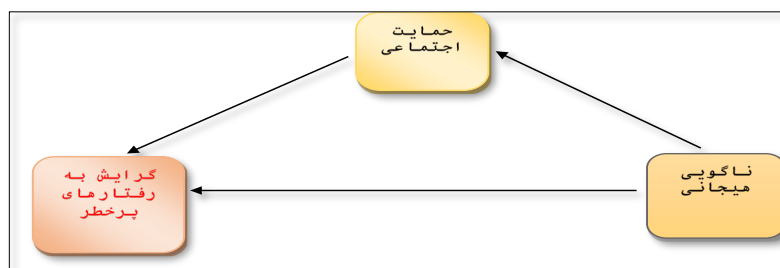 حمایت
اجتماعی
ناگویی
هیجانی
گرایش به
رفتارهای
پرخطر